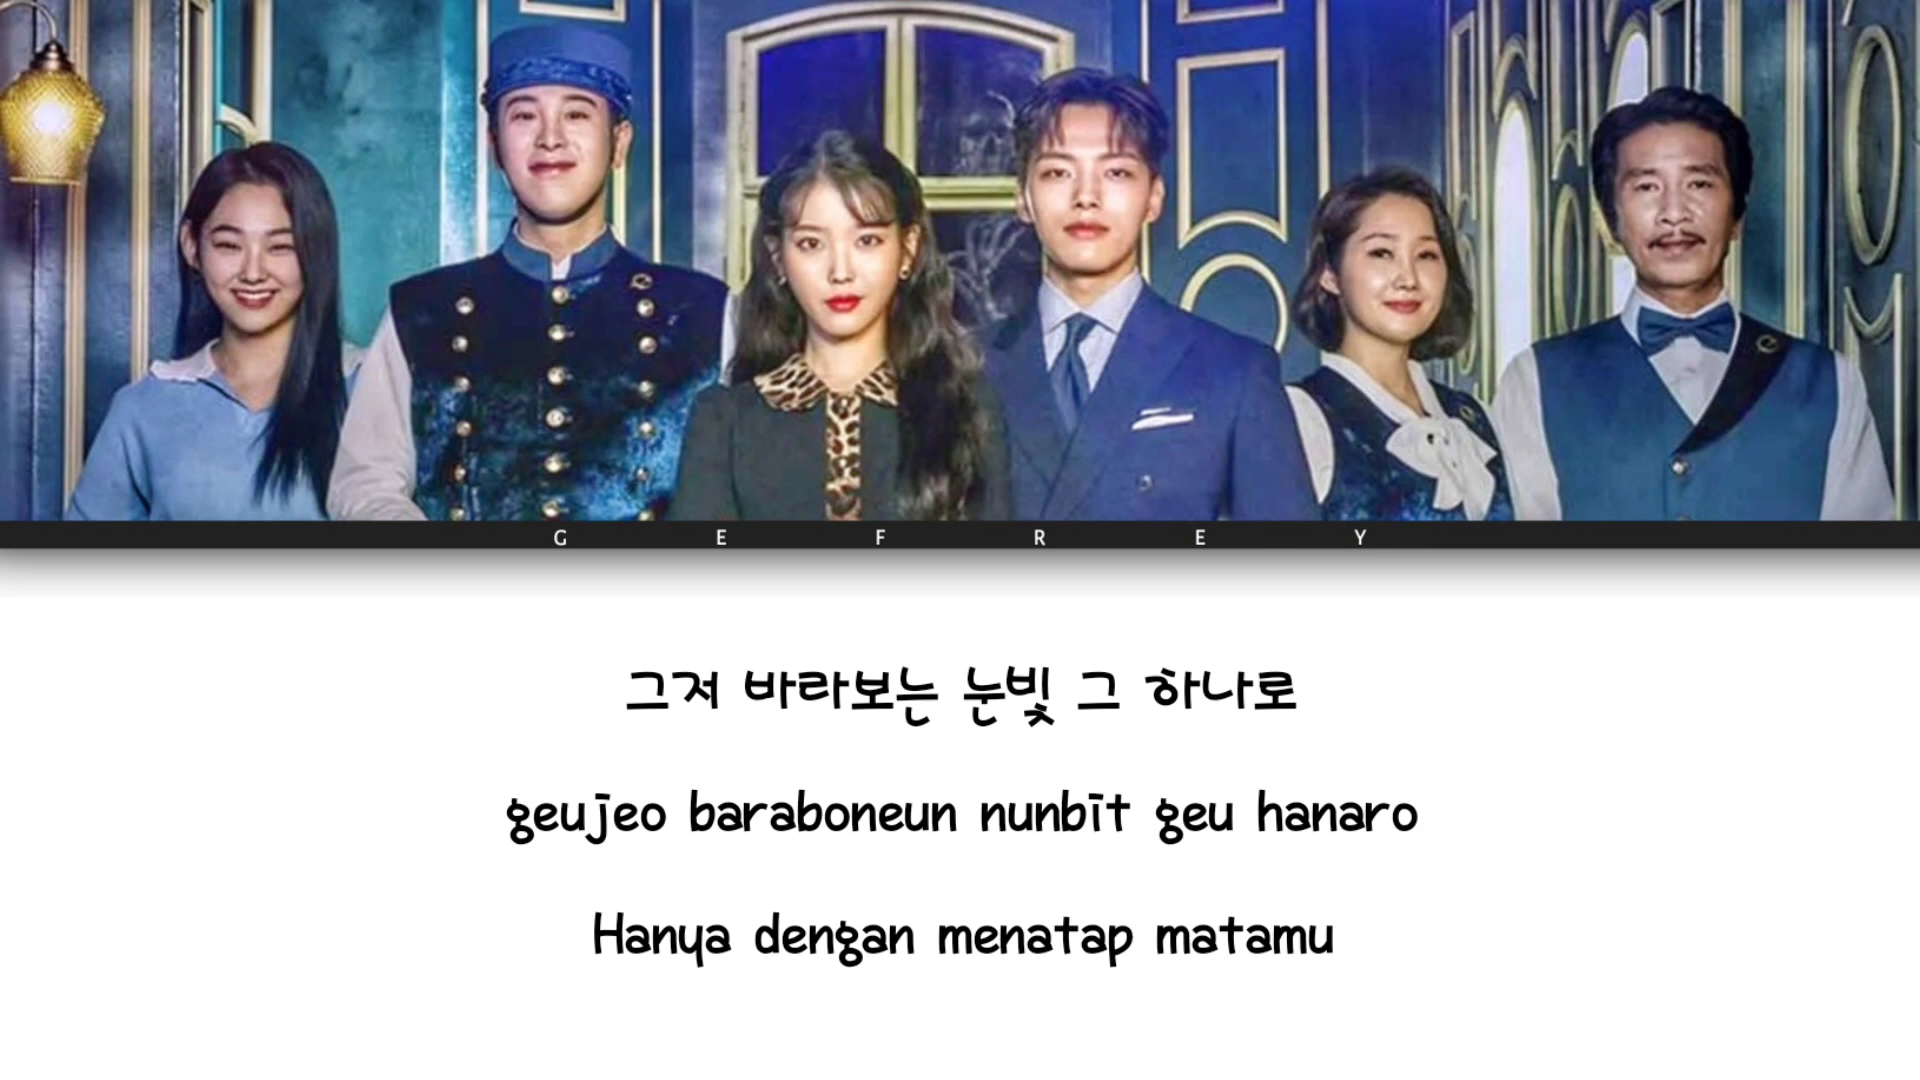 G E F R E Y
그저 바라보는 눈빛 그 하나로
geujeo baraboneun nunbit geu hanaro
Hanya dengan menatap matamu